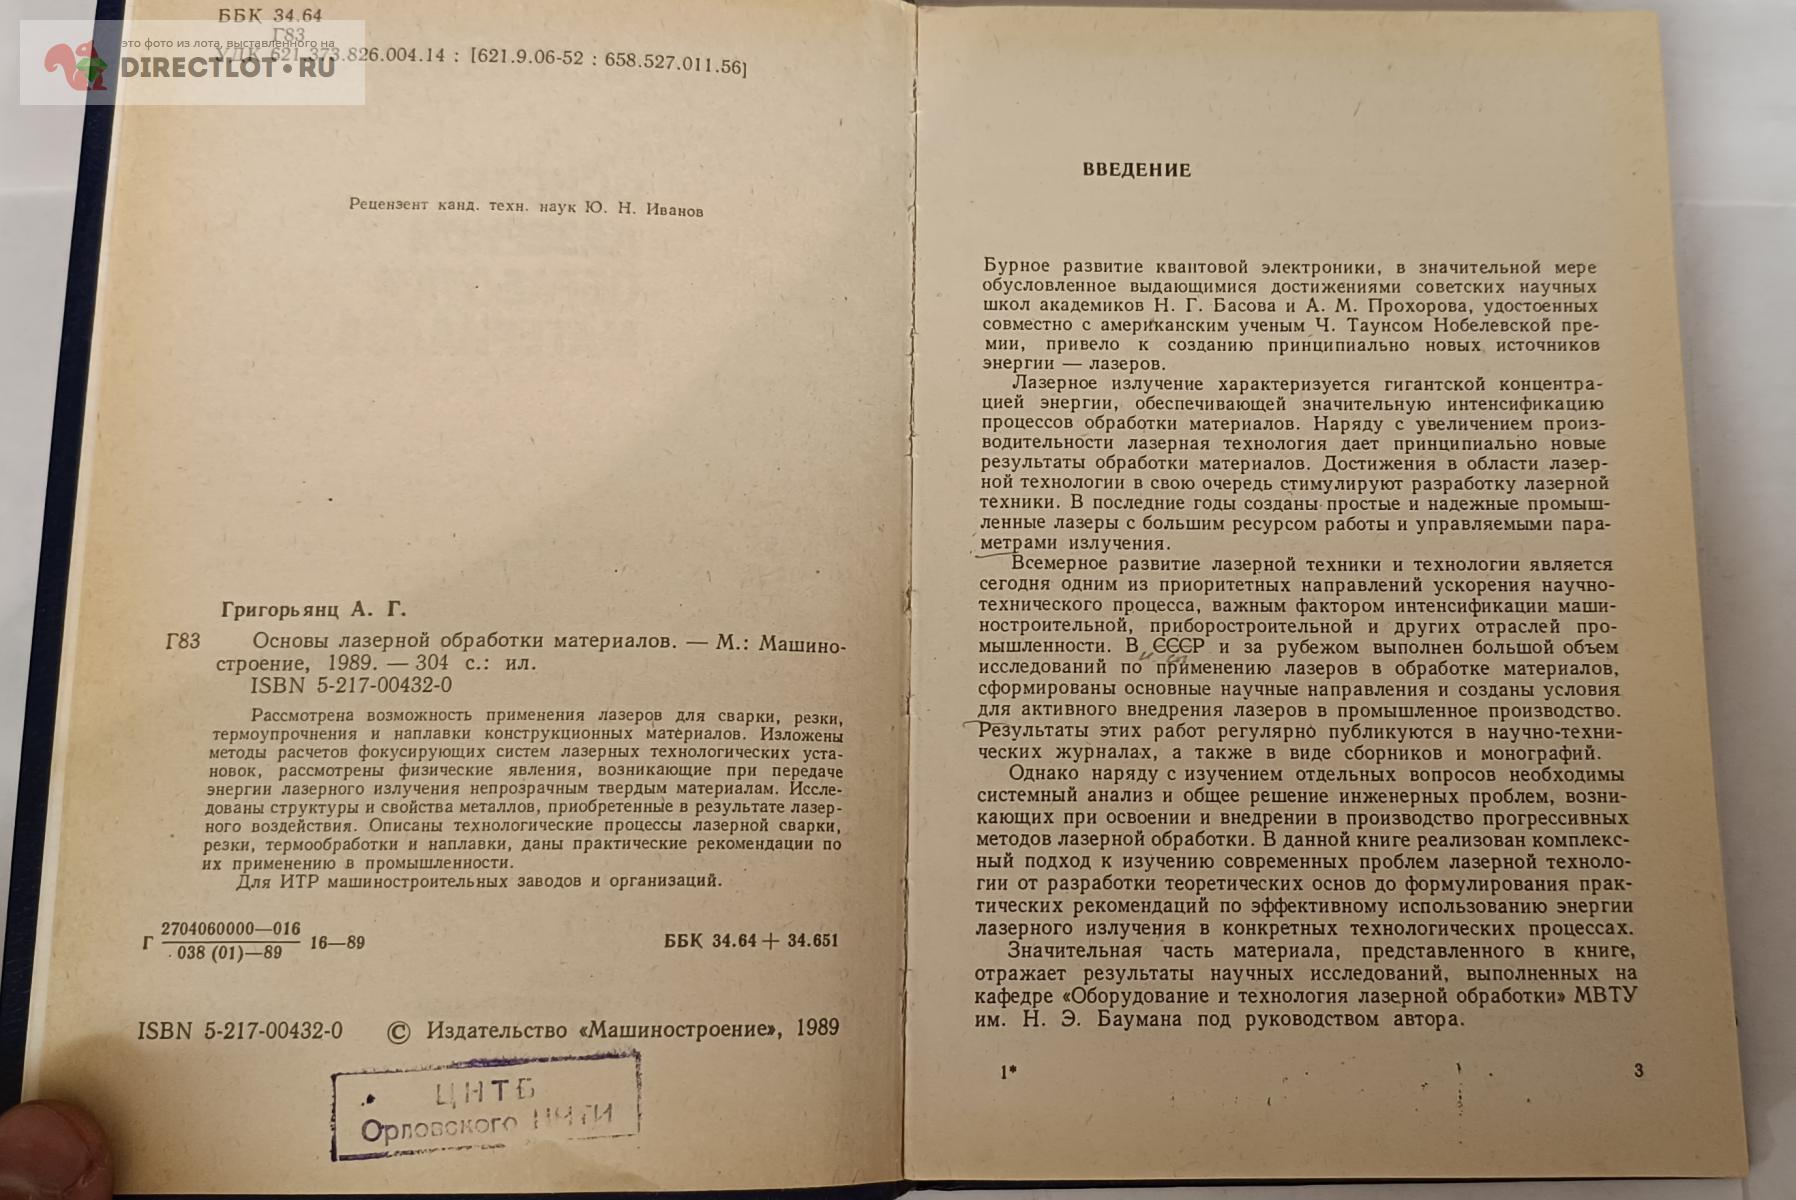 ББК 34.64
Г83
УДК 621.373.826.004.14 : [621.9.06-52 : 658.527.011.56]
это фото из лота, выставленного на
DIRECTLOT.RU
Рецензент канд. техн. наук Ю. Н. Иванов
Григорьянц А. Г.
Г83 Основы лазерной обработки материалов. — М.: Машино-
строение, 1989. — 304 с.: ил.
ISBN 5-217-00432-0
Рассмотрена возможность применения лазеров для сварки, резки,
термоупрочнения и наплавки конструкционных материалов. Изложены
методы расчетов фокусирующих систем лазерных технологических уста-
новок, рассмотрены физические явления, возникающие при передаче
энергии лазерного излучения непрозрачным твердым материалам. Иссле-
дованы структуры и свойства металлов, приобретенные в результате лазер-
ного воздействия. Описаны технологические процессы лазерной сварки,
резки, термообработки и наплавки, даны практические рекомендации по
их применению в промышленности.
Для ИТР машиностроительных заводов и организаций.
Г 2704060000—016 16—89 ББК 34.64 + 34.651
038 (01)—89
ISBN 5-217-00432-0 © Издательство «Машиностроение», 1989
ЦНТБ
Орловского ЦНТИ
ВВЕДЕНИЕ
Бурное развитие квантовой электроники, в значительной мере
обусловленное выдающимися достижениями советских научных
школ академиков Н. Г. Басова и А. М. Прохорова, удостоенных
совместно с американским ученым Ч. Таунсом Нобелевской пре-
мии, привело к созданию принципиально новых источников
энергии — лазеров.
Лазерное излучение характеризуется гигантской концентра-
цией энергии, обеспечивающей значительную интенсификацию
процессов обработки материалов. Наряду с увеличением произ-
водительности лазерная технология дает принципиально новые
результаты обработки материалов. Достижения в области лазер-
ной технологии в свою очередь стимулируют разработку лазерной
техники. В последние годы созданы простые и надежные промыш-
ленные лазеры с большим ресурсом работы и управляемыми пара-
метрами излучения.
Всемерное развитие лазерной техники и технологии является
сегодня одним из приоритетных направлений ускорения научно-
технического процесса, важным фактором интенсификации маши-
ностроительной, приборостроительной и других отраслей про-
мышленности. В СССР и за рубежом выполнен большой объем
исследований по применению лазеров в обработке материалов,
сформированы основные научные направления и созданы условия
для активного внедрения лазеров в промышленное производство.
Результаты этих работ регулярно публикуются в научно-техни-
ческих журналах, а также в виде сборников и монографий.
Однако наряду с изучением отдельных вопросов необходимы
системный анализ и общее решение инженерных проблем, возни-
кающих при освоении и внедрении в производство прогрессивных
методов лазерной обработки. В данной книге реализован комплекс-
ный подход к изучению современных проблем лазерной техноло-
гии от разработки теоретических основ до формулирования прак-
тических рекомендаций по эффективному использованию энергии
лазерного излучения в конкретных технологических процессах.
Значительная часть материала, представленного в книге,
отражает результаты научных исследований, выполненных на
кафедре «Оборудование и технология лазерной обработки» МВТУ
им. Н. Э. Баумана под руководством автора.
1* 3